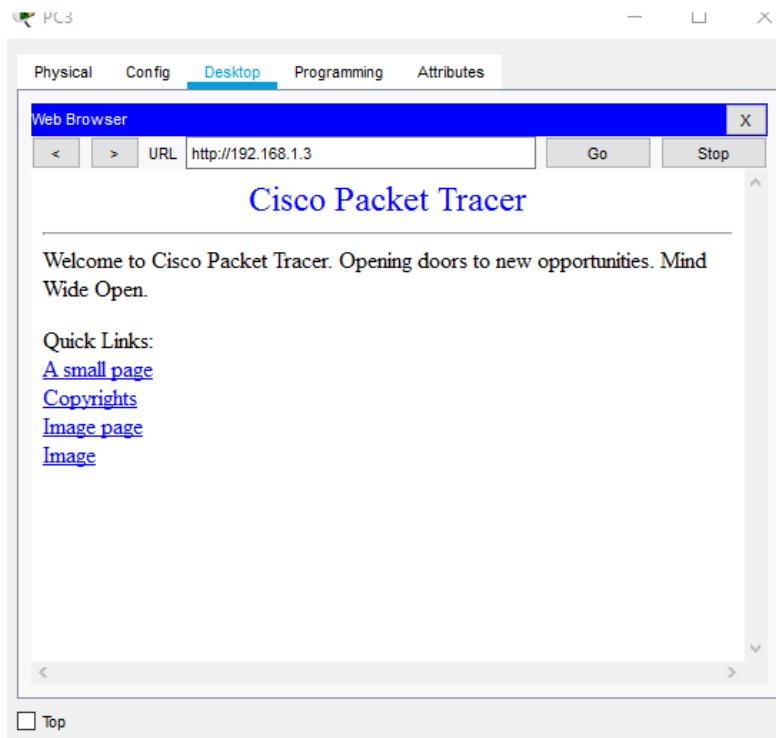 PC3
Physical Config Desktop Programming Attributes
Web Browser
X
< > URL http://192.168.1.3 Go Stop
Cisco Packet Tracer
Welcome to Cisco Packet Tracer. Opening doors to new opportunities. Mind
Wide Open.
Quick Links:
A small page
Copyrights
Image page
Image
Top